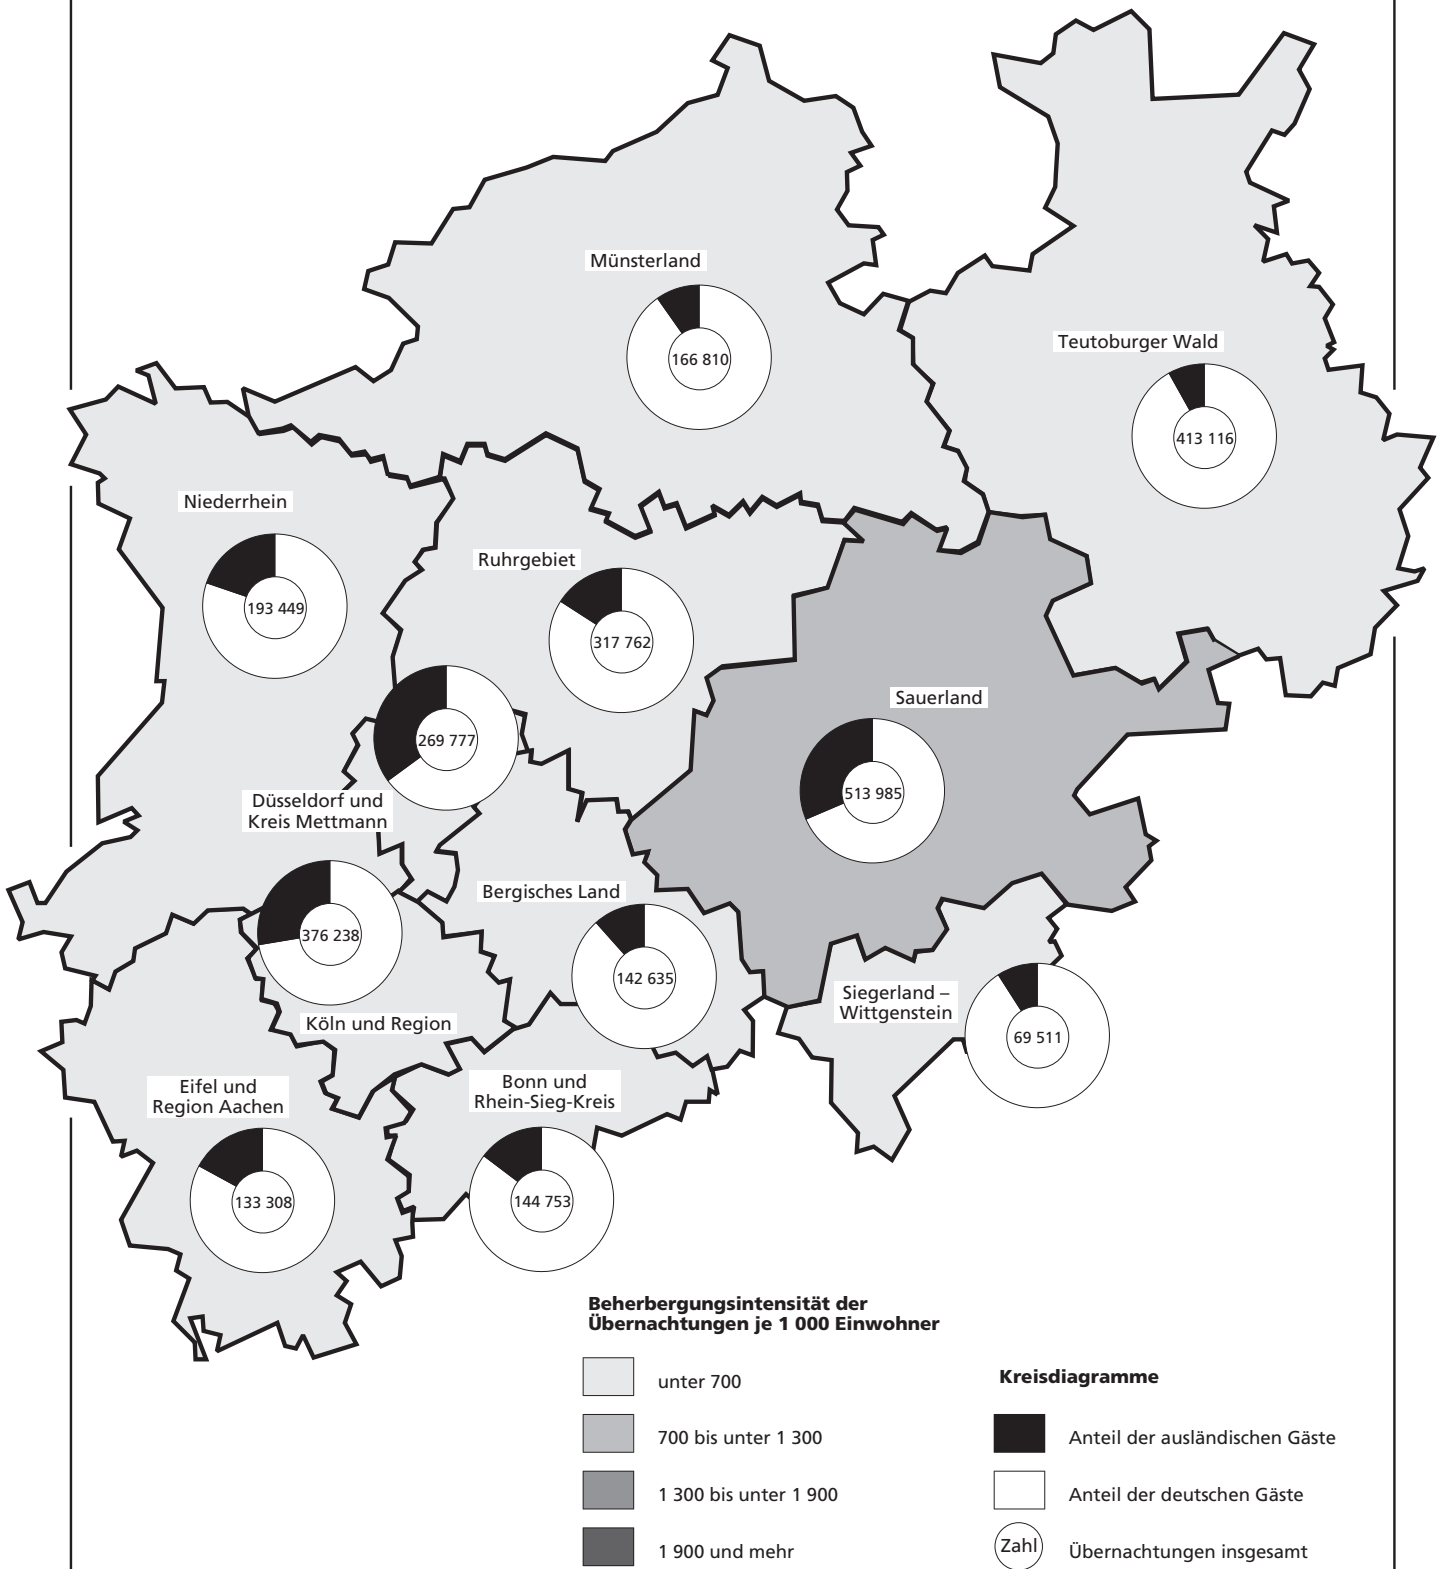 Münsterland
166 810
Teutoburger Wald
413 116
Niederrhein
193 449
Ruhrgebiet
317 762
269 777
Düsseldorf und
Kreis Mettmann
Sauerland
513 985
Bergisches Land
142 635
376 238
Köln und Region
Siegerland –
Wittgenstein
69 511
Eifel und
Region Aachen
133 308
Bonn und
Rhein-Sieg-Kreis
144 753
Beherbergungsintensität der
Übernachtungen je 1 000 Einwohner
unter 700
700 bis unter 1 300
1 300 bis unter 1 900
1 900 und mehr
Kreisdiagramme
Anteil der ausländischen Gäste
Anteil der deutschen Gäste
Zahl Übernachtungen insgesamt